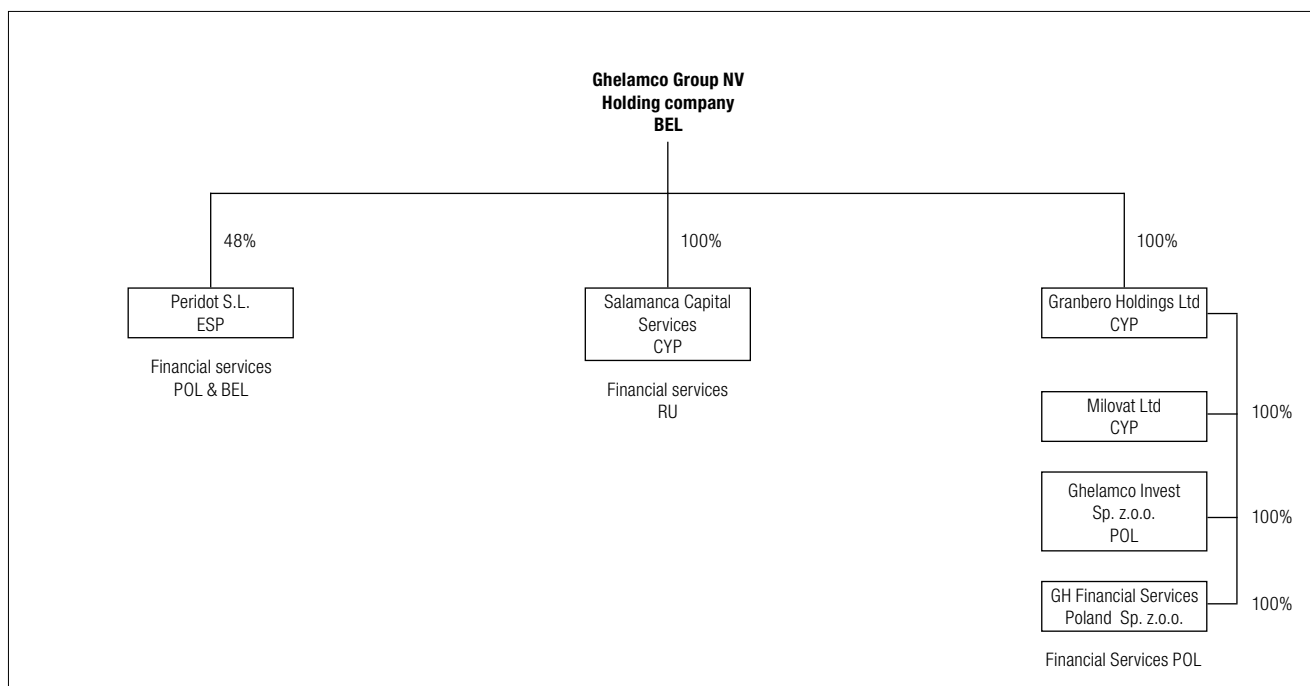 Ghelamco Group NV
Holding company
BEL
48%
100%
100%
Peridot S.L.
ESP
Financial services
POL & BEL
Salamanca Capital
Services
CYP
Financial services
RU
Granbero Holdings Ltd
CYP
Milovat Ltd
CYP
100%
Ghelamco Invest
Sp. z.o.o.
POL
100%
GH Financial Services
Poland Sp. z.o.o.
100%
Financial Services POL